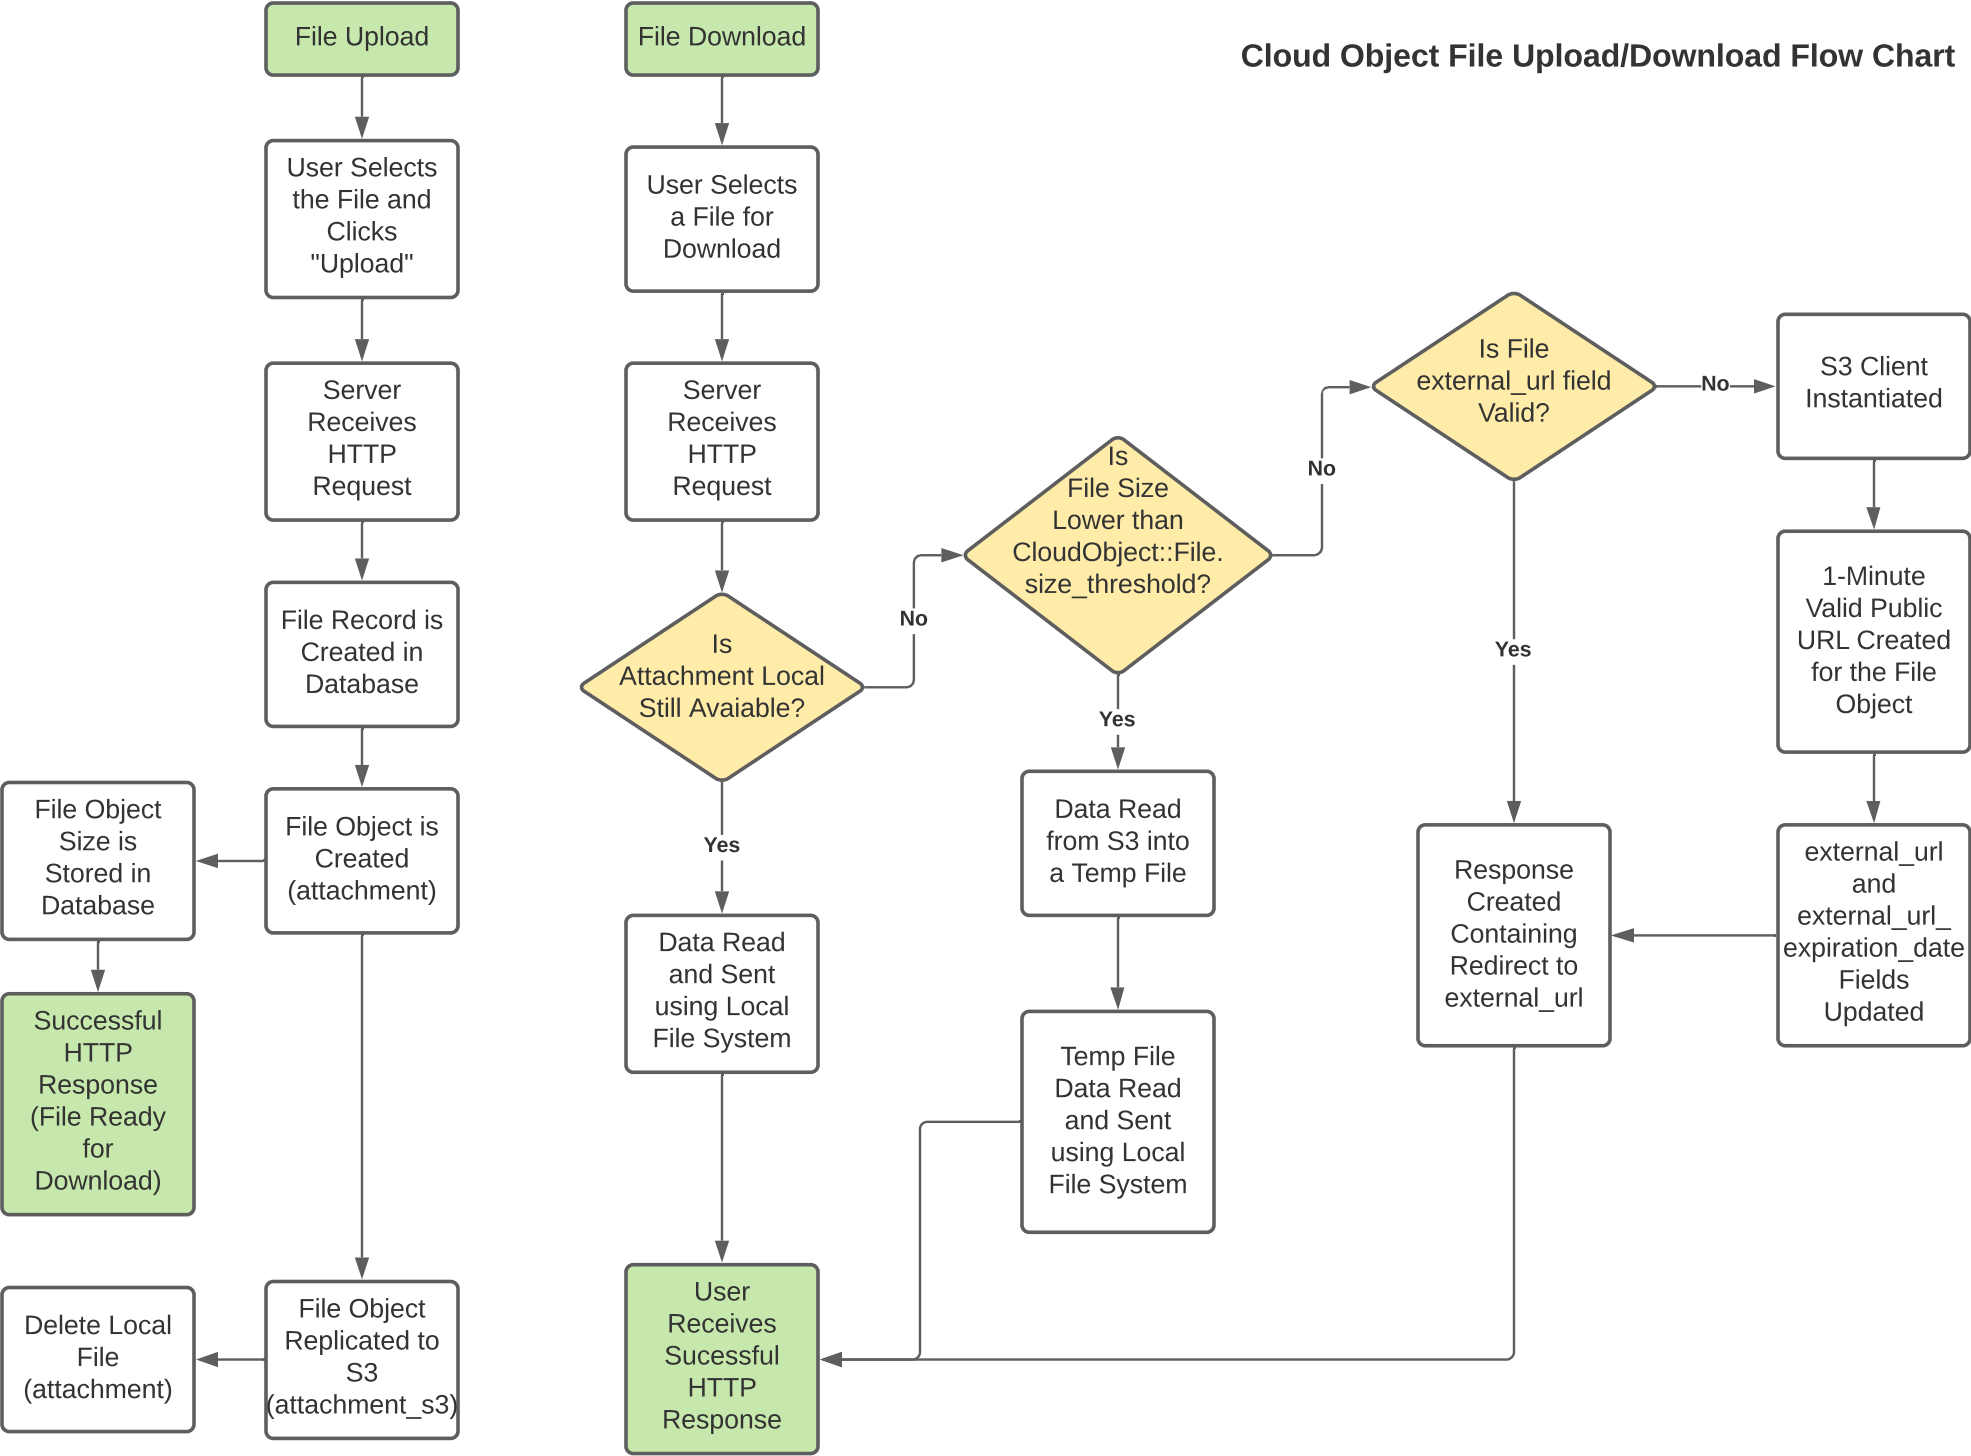 Cloud Object File Upload/Download Flow Chart
File Upload
User Selects
the File and
Clicks
"Upload"
Server
Receives
HTTP
Request
File Record is
Created in
Database
File Object is
Created
(attachment)
File Object
Size is
Stored in
Database
Successful
HTTP
Response
(File Ready
for
Download)
File Object
Replicated to
S3
(attachment_s3)
Delete Local
File
(attachment)
File Download
User Selects
a File for
Download
Server
Receives
HTTP
Request
Is
Attachment Local
Still Avaiable?
Yes
Data Read
and Sent
using Local
File System
User
Receives
Sucessful
HTTP
Response
No
Is
File Size
Lower than
CloudObject::File.
size_threshold?
Yes
Data Read
from S3 into
a Temp File
Temp File
Data Read
and Sent
using Local
File System
No
Is File
external_url field
Valid?
Yes
Response
Created
Containing
Redirect to
external_url
No
S3 Client
Instantiated
1-Minute
Valid Public
URL Created
for the File
Object
external_url
and
external_url_
expiration_date
Fields
Updated